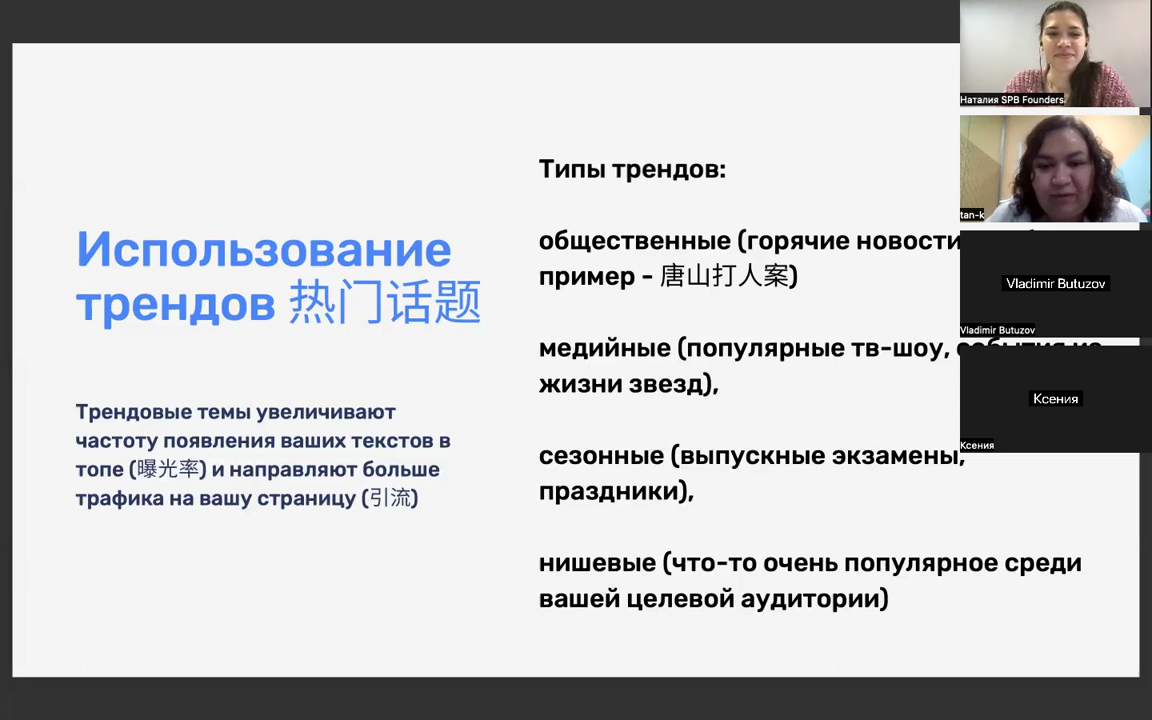 Использование
трендов 热门话题
Трендовые темы увеличивают
частоту появления ваших текстов в
топе (曝光率) и направляют больше
трафика на вашу страницу (引流)
Типы трендов:
общественные (горячие новости
пример - 唐山打人案)
медийные (популярные тв-шоу,
жизни звезд),
сезонные (выпускные экзамены,
праздники),
нишевые (что-то очень популярное среди
вашей целевой аудитории)
Наталия SPB Founders
tan-k
Vladimir Butuzov
Vladimir Butuzov
Ксения
Ксения